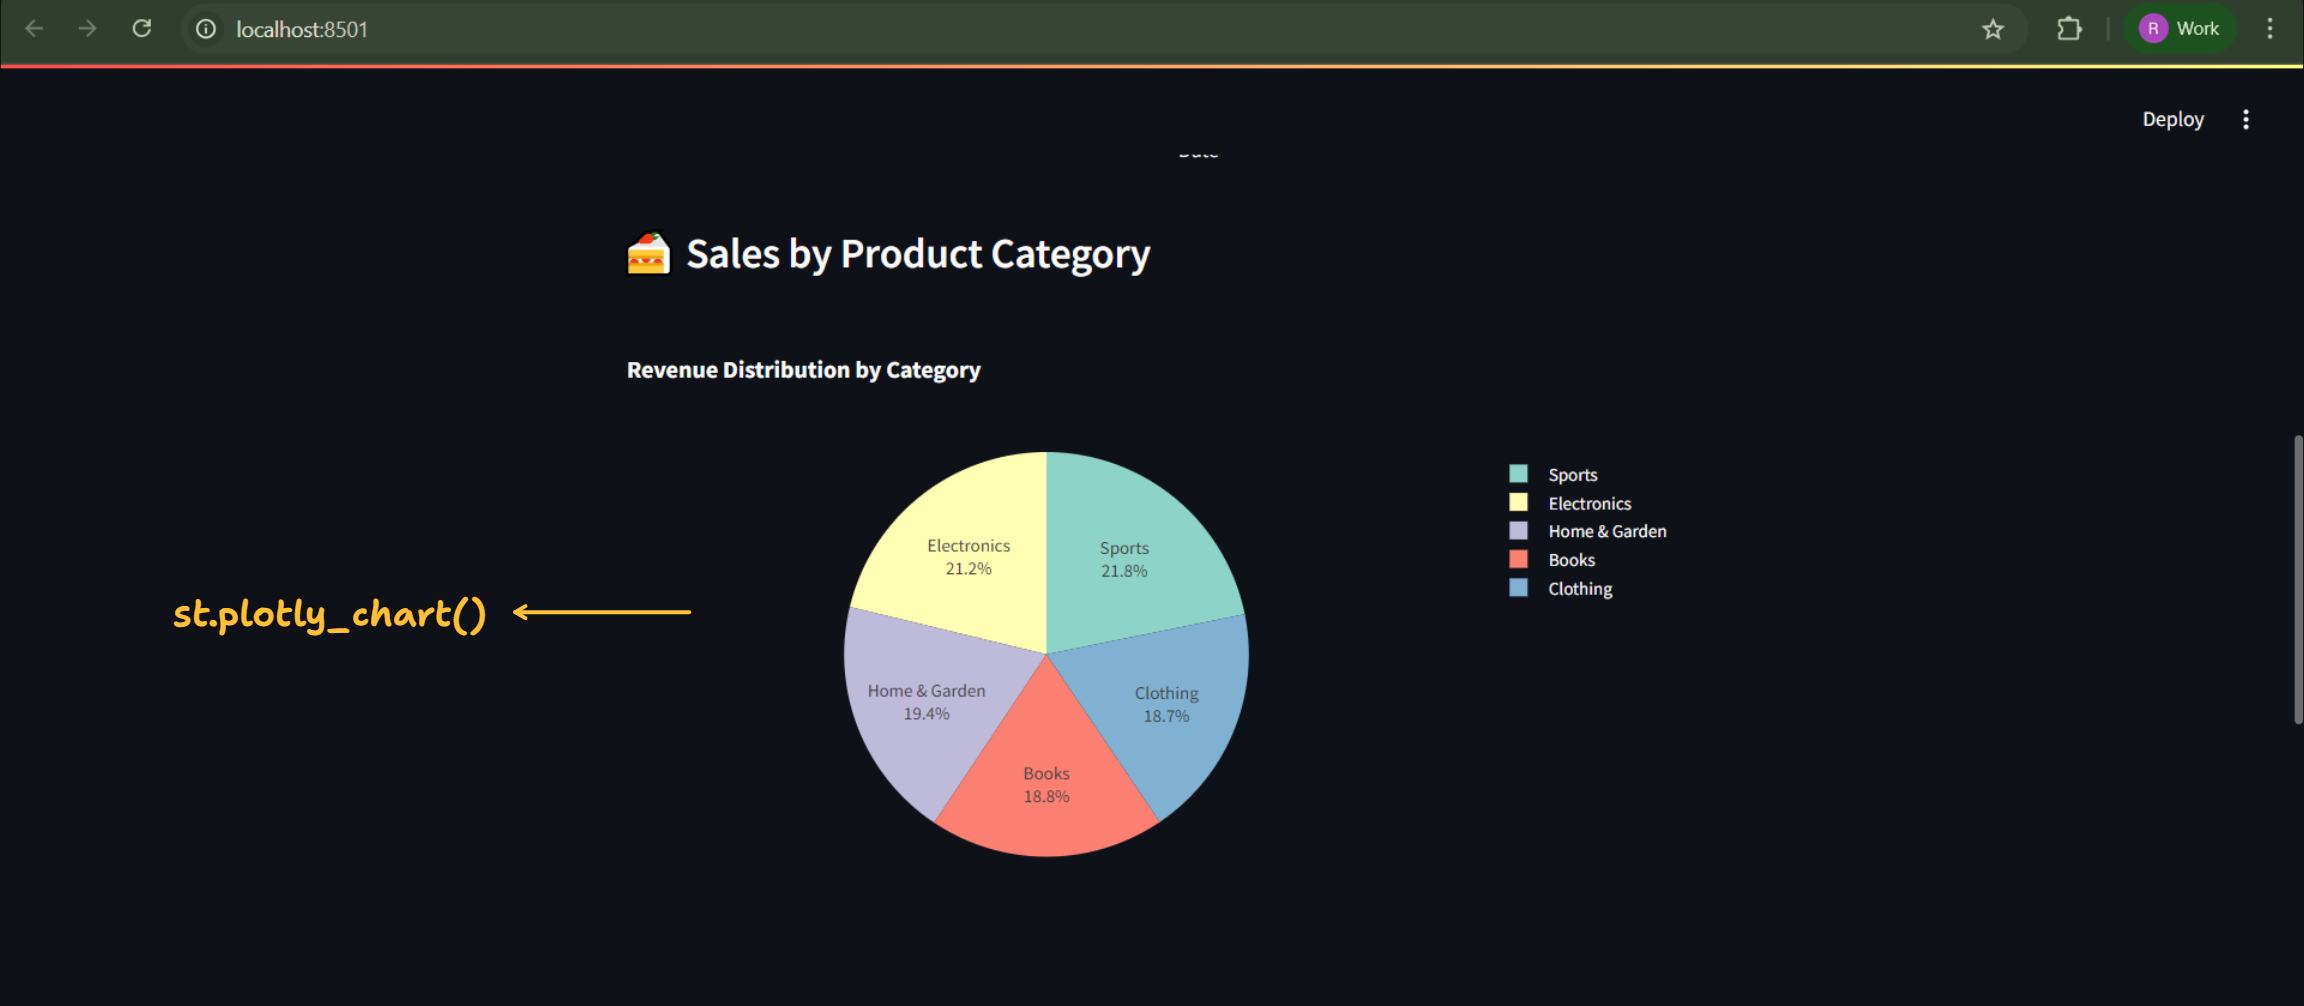 localhost:8501
R Work
Deploy
Date
Sales by Product Category
Revenue Distribution by Category
Sports
Electronics
Home & Garden
Books
Clothing
Electronics
21.2%
Sports
21.8%
st.plotly_chart()
Home & Garden
19.4%
Clothing
18.7%
Books
18.8%